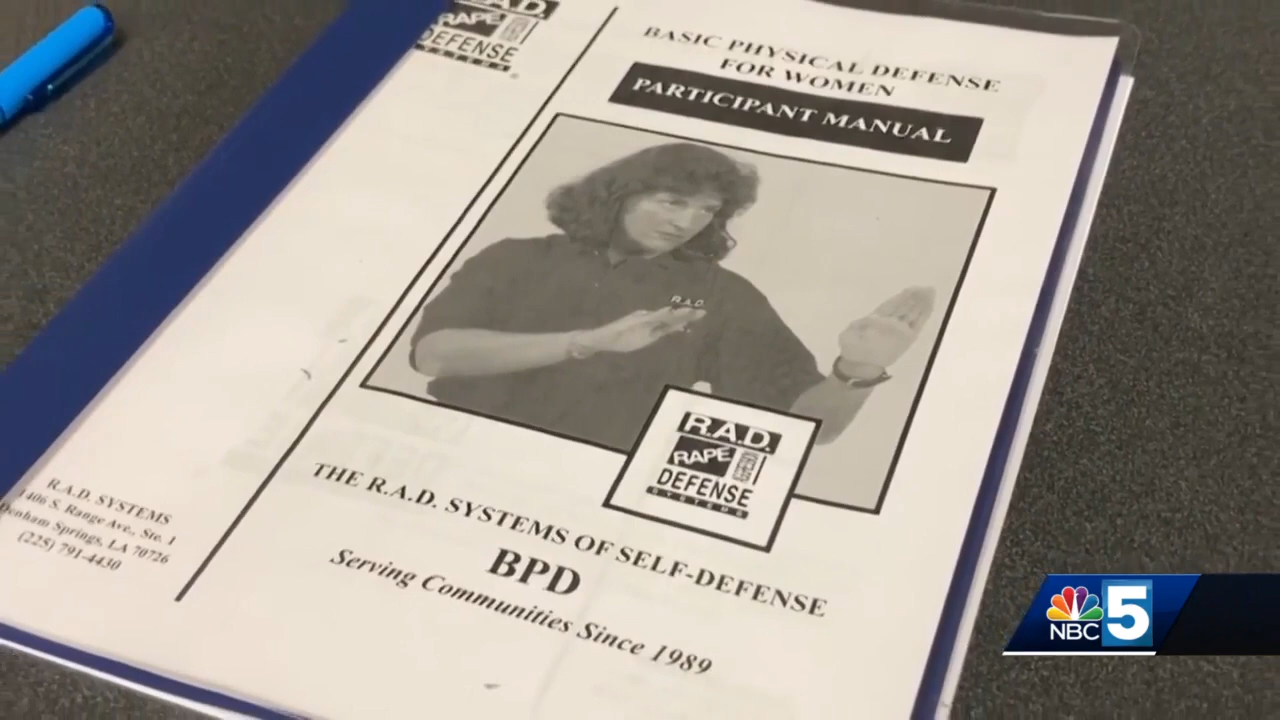 R.A.D.
RAPE
DEFENSE
SYSTEMS
BASIC PHYSICAL DEFENSE
FOR WOMEN
PARTICIPANT MANUAL
R.A.D.
R.A.D.
RAPE
DEFENSE
SYSTEMS
THE R.A.D. SYSTEMS OF SELF-DEFENSE
BPD
Serving Communities Since 1989
R.A.D. SYSTEMS
1406 S. Range Ave., Ste. 1
Denham Springs, LA 70726
(225) 791-4430
NBC 5